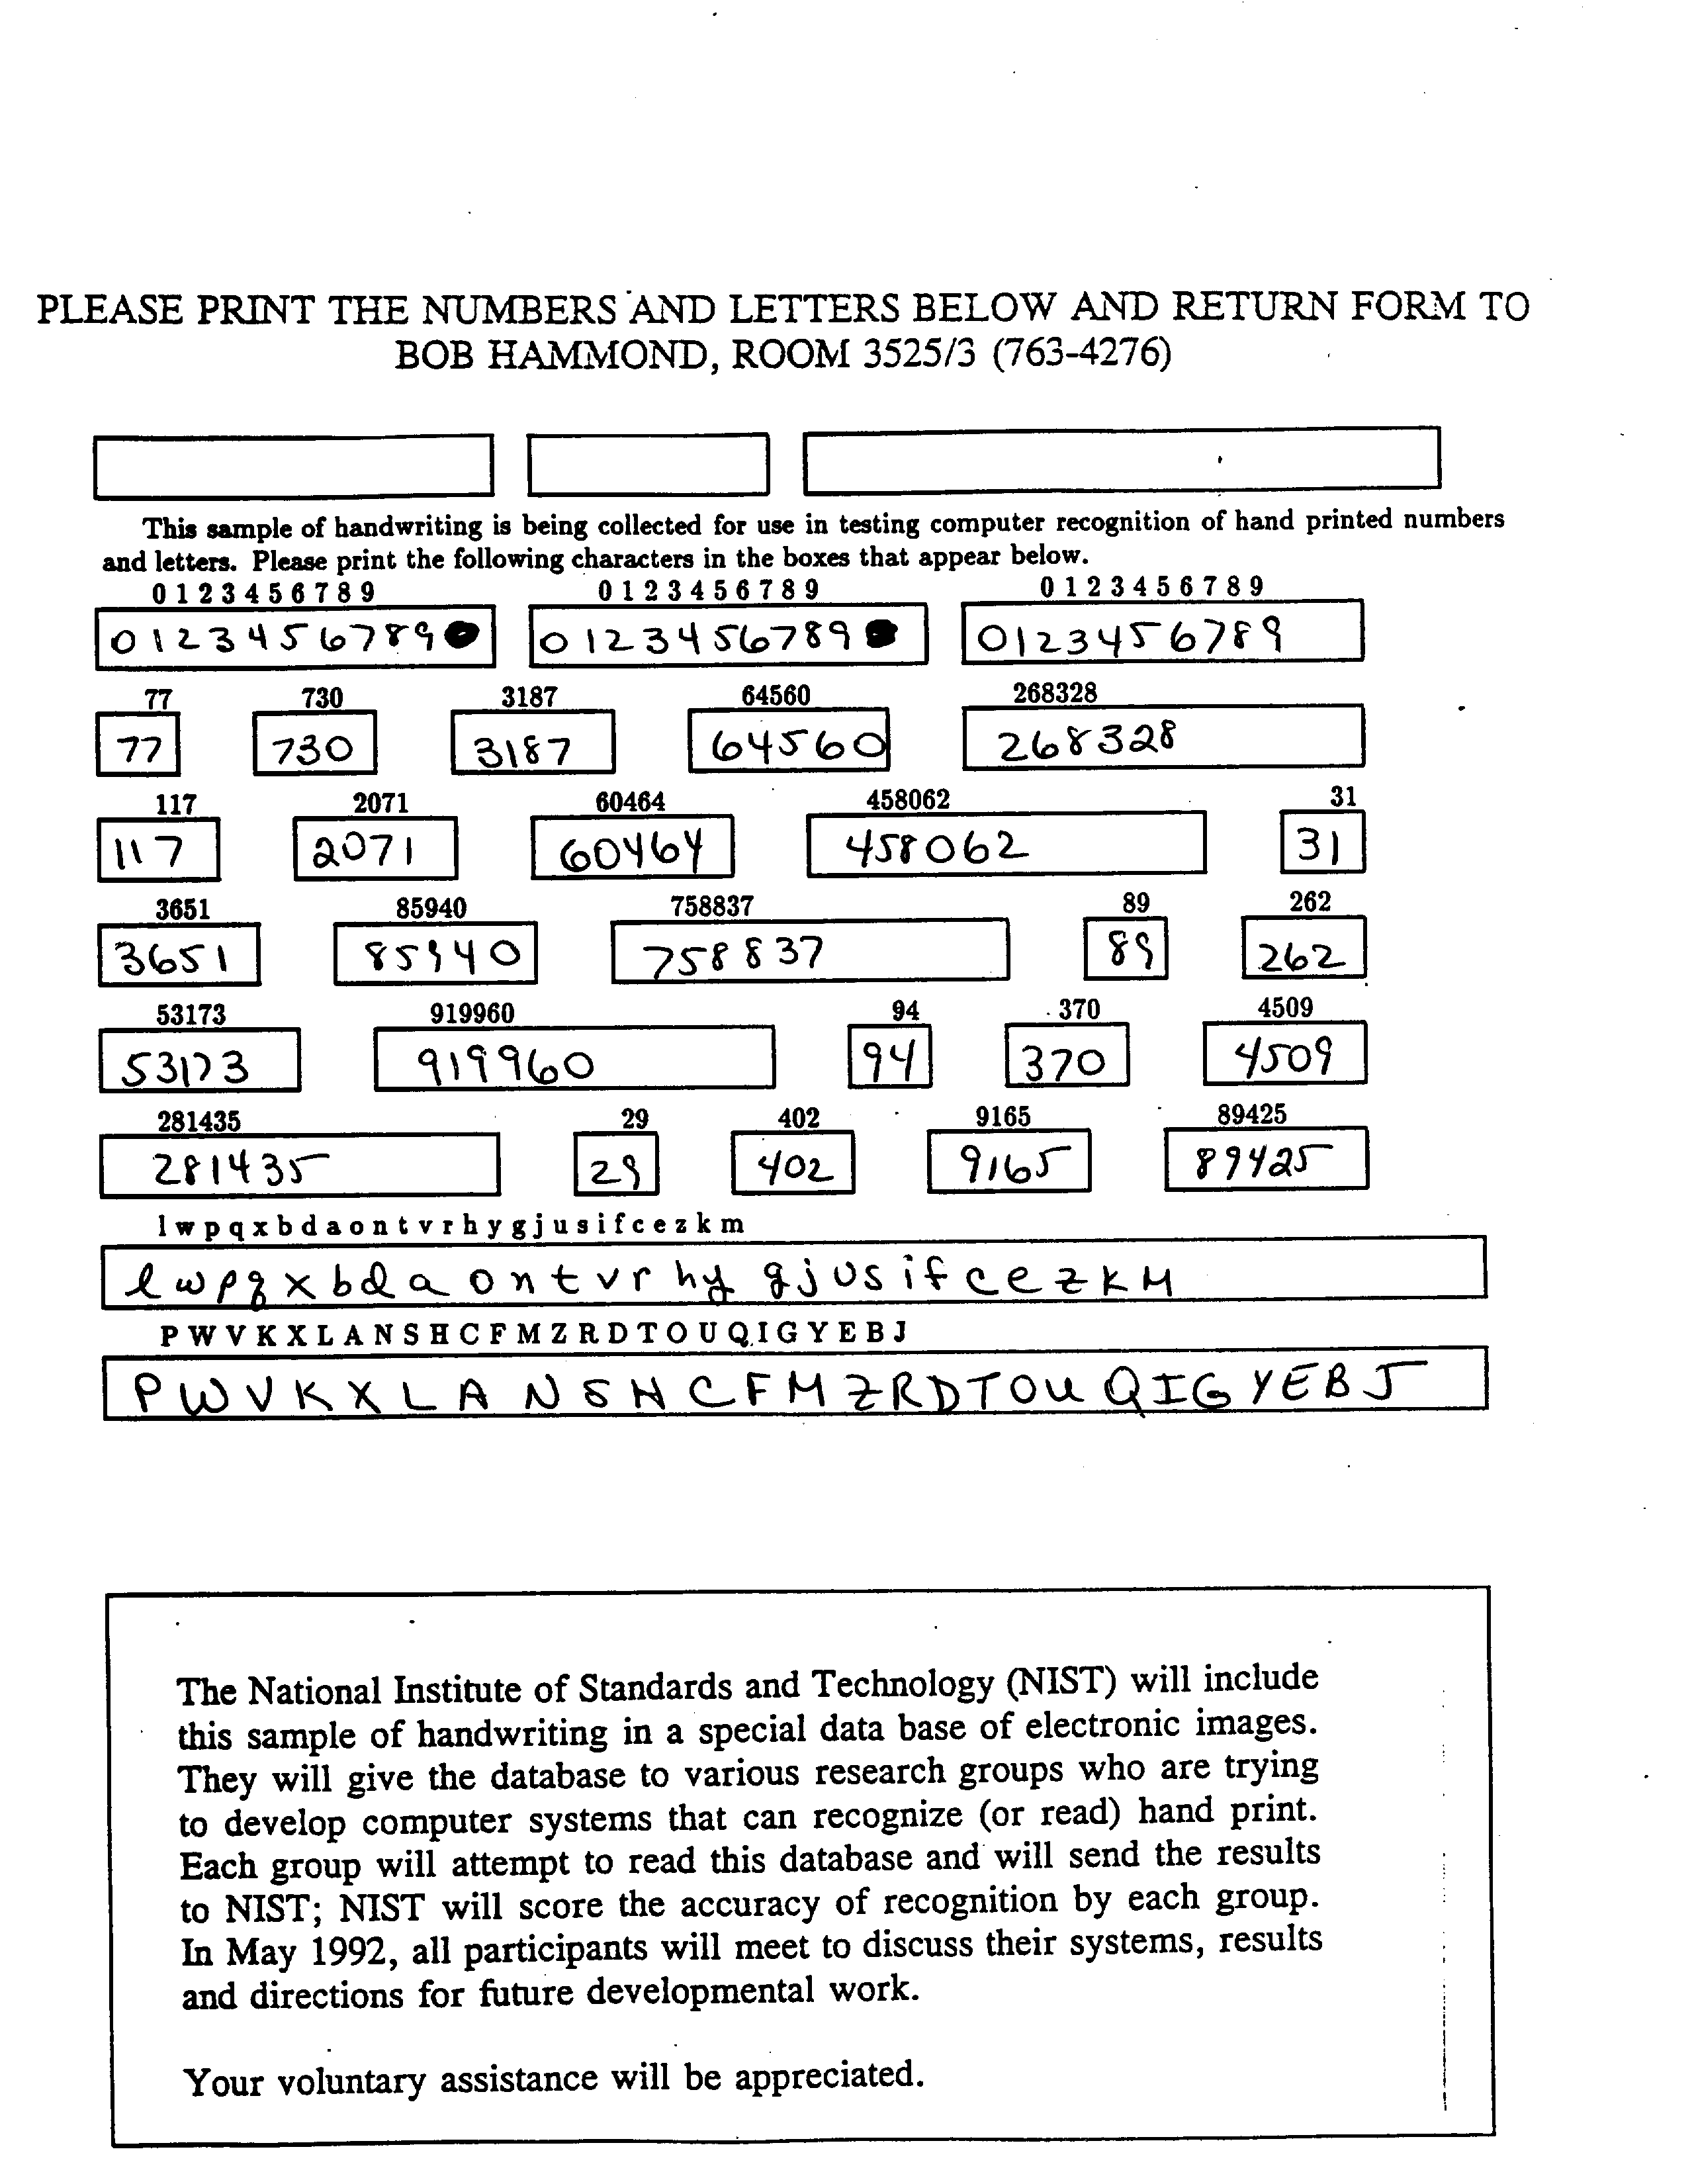 PLEASE PRINT THE NUMBERS AND LETTERS BELOW AND RETURN FORM TO
BOB HAMMOND, ROOM 3525/3 (763-4276)
This sample of handwriting is being collected for use in testing computer recognition of hand printed numbers
and letters. Please print the following characters in the boxes that appear below.
0 1 2 3 4 5 6 7 8 9 0 1 2 3 4 5 6 7 8 9 0 1 2 3 4 5 6 7 8 9
0123456789 0123456789 0123456789
77 730 3187 64560 268328
77 730 3187 64560 268328
117 2071 60464 458062 31
117 2071 60464 458062 31
3651 85940 758837 89 262
3651 85940 758837 89 262
53173 919960 94 370 4509
53173 919960 94 370 4509
281435 29 402 9165 89425
281435 29 402 9165 89425
l w p q x b d a o n t v r h y g j u s i f c e z k m
l w p q x b d a o n t v r h y g j u s i f c e z k M
P W V K X L A N S H C F M Z R D T O U Q I G Y E B J
P W V K X L A N S H C F M Z R D T O U Q I G Y E B J
The National Institute of Standards and Technology (NIST) will include
this sample of handwriting in a special data base of electronic images.
They will give the database to various research groups who are trying
to develop computer systems that can recognize (or read) hand print.
Each group will attempt to read this database and will send the results
to NIST; NIST will score the accuracy of recognition by each group.
In May 1992, all participants will meet to discuss their systems, results
and directions for future developmental work.
Your voluntary assistance will be appreciated.